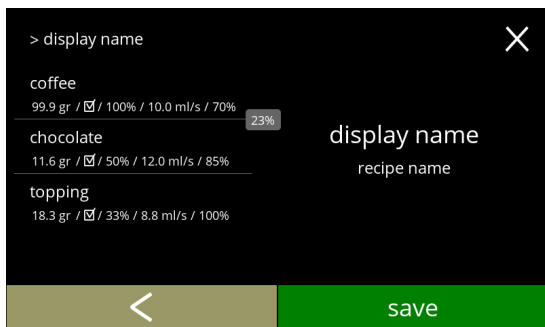 > display name
coffee
99.9 gr / ☑ / 100% / 10.0 ml/s / 70%
23%
chocolate
11.6 gr / ☑ / 50% / 12.0 ml/s / 85%
topping
18.3 gr / ☑ / 33% / 8.8 ml/s / 100%
display name
recipe name
save